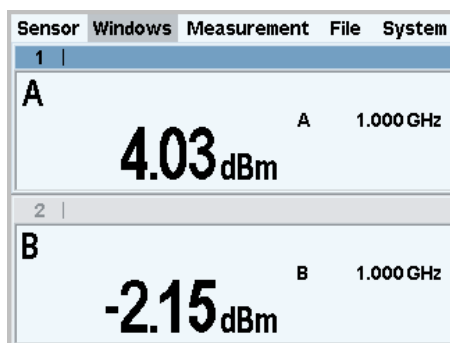 Sensor Windows Measurement File System
1 |
A
A 1.000 GHz
4.03 dBm
2 |
B
B 1.000 GHz
-2.15 dBm